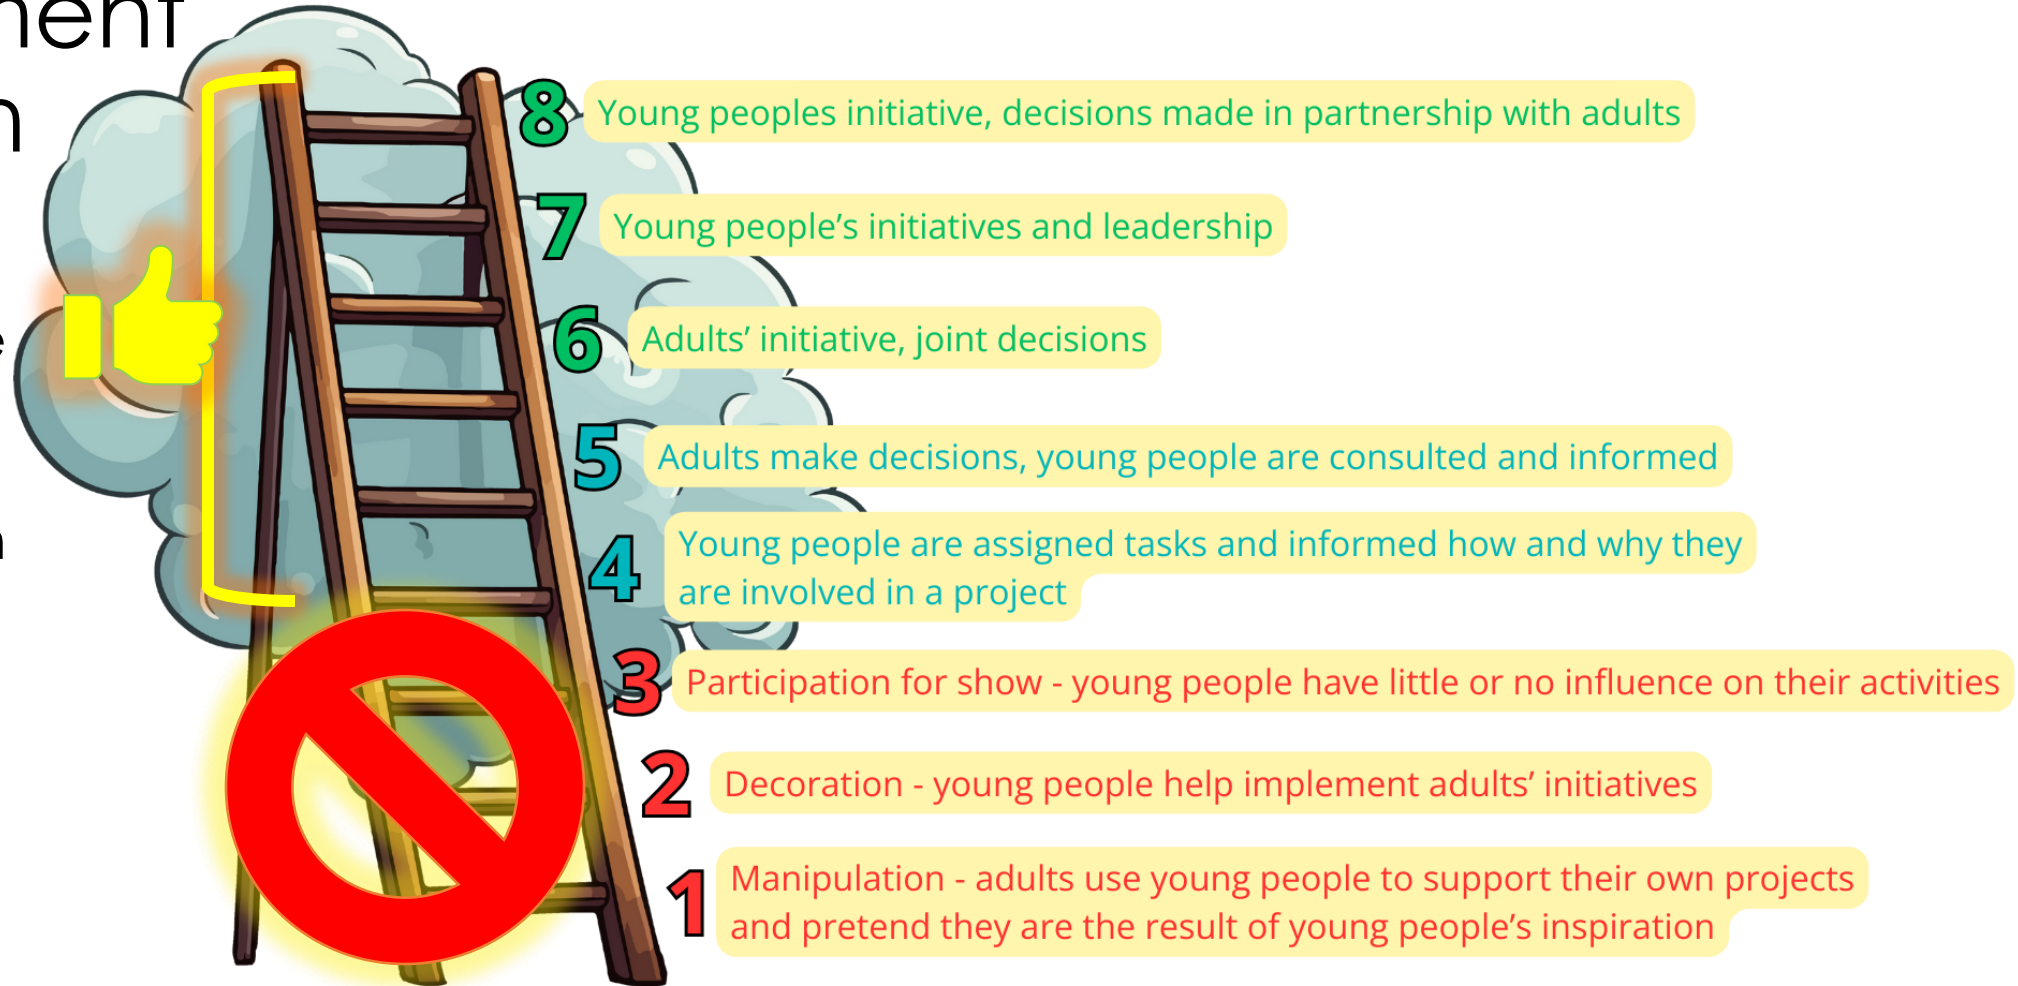 8 Young peoples initiative, decisions made in partnership with adults
7 Young people’s initiatives and leadership
6 Adults’ initiative, joint decisions
5 Adults make decisions, young people are consulted and informed
4 Young people are assigned tasks and informed how and why they
are involved in a project
3 Participation for show - young people have little or no influence on their activities
2 Decoration - young people help implement adults’ initiatives
1 Manipulation - adults use young people to support their own projects
and pretend they are the result of young people’s inspiration